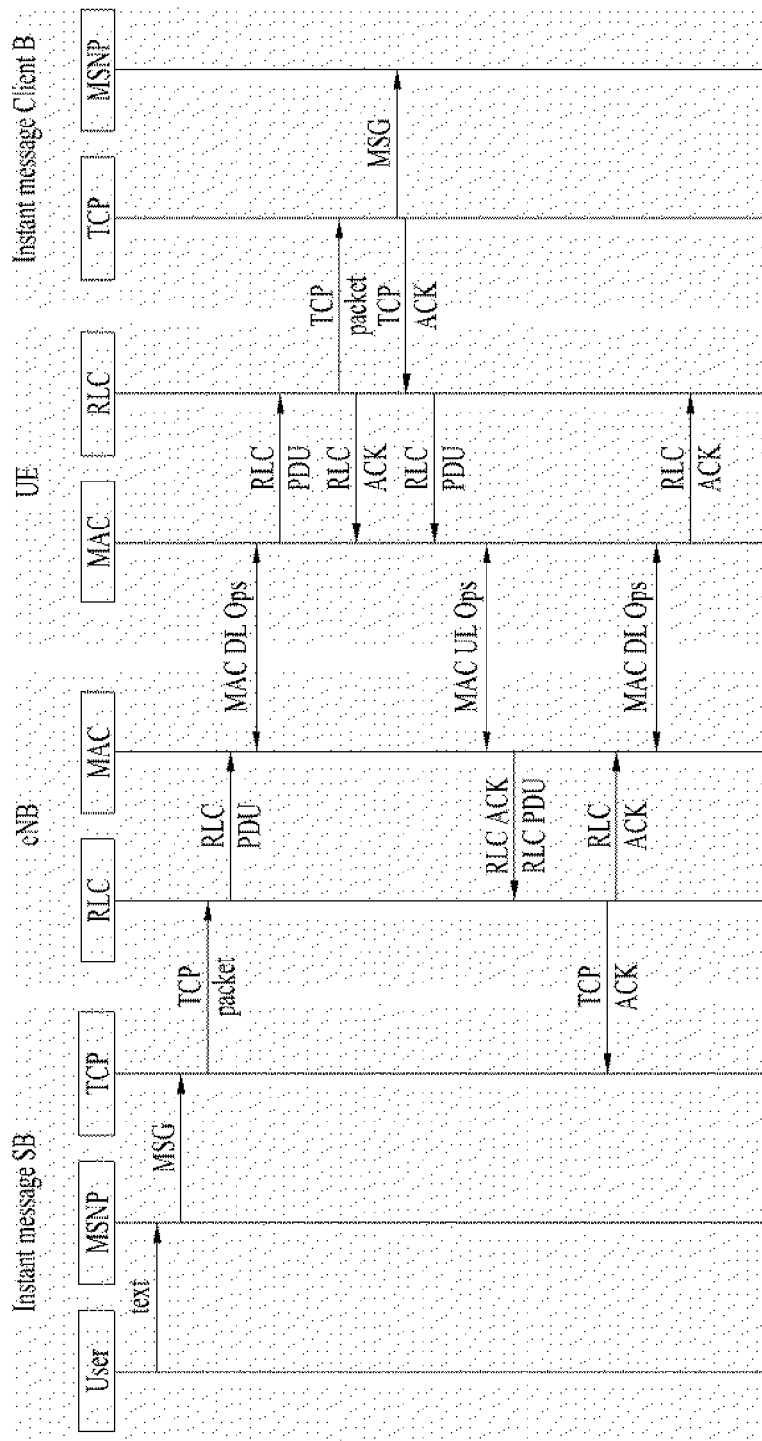 Instant message SB
eNB
UE
Instant message Client B
User
MSNP
TCP
RLC
MAC
MAC
RLC
TCP
MSNP
text
MSG
TCP
packet
RLC
PDU
MAC DL Ops
RLC
PDU
TCP
packet
RLC
ACK
MSG
TCP
ACK
RLC
PDU
MAC UL Ops
RLC ACK
RLC PDU
TCP
ACK
RLC
ACK
MAC DL Ops
RLC
ACK